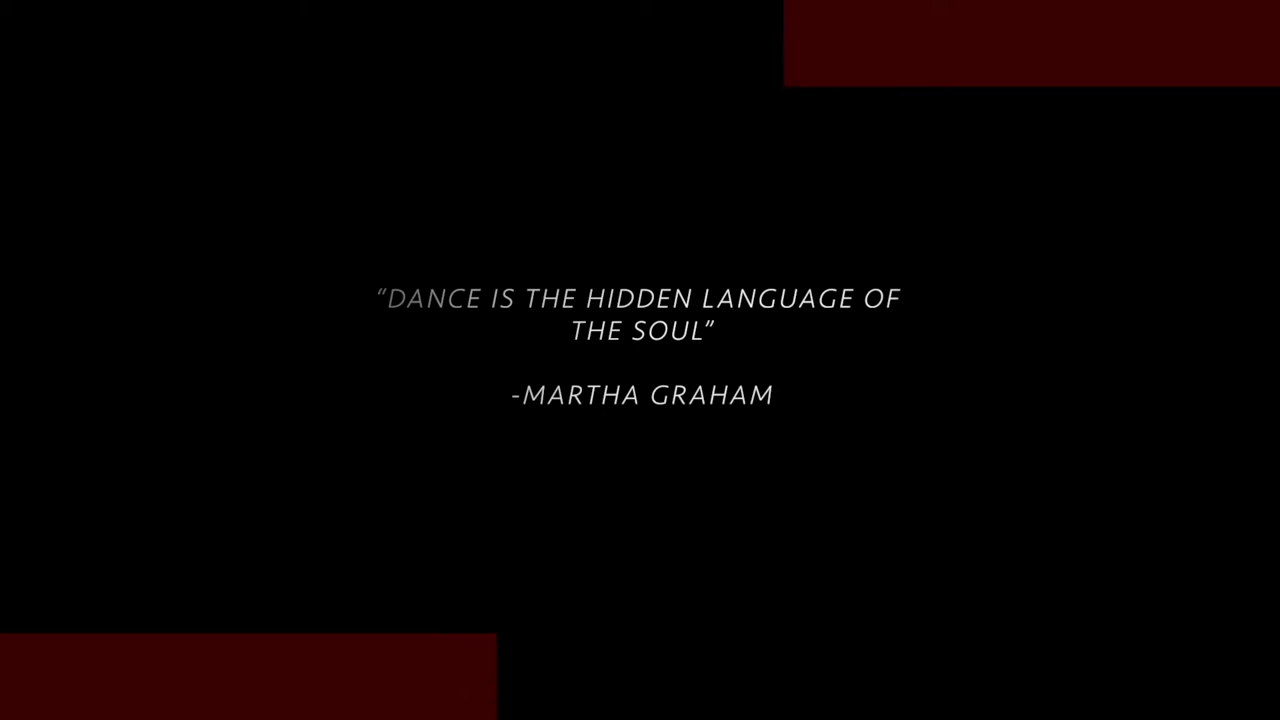 “DANCE IS THE HIDDEN LANGUAGE OF
THE SOUL”
-MARTHA GRAHAM